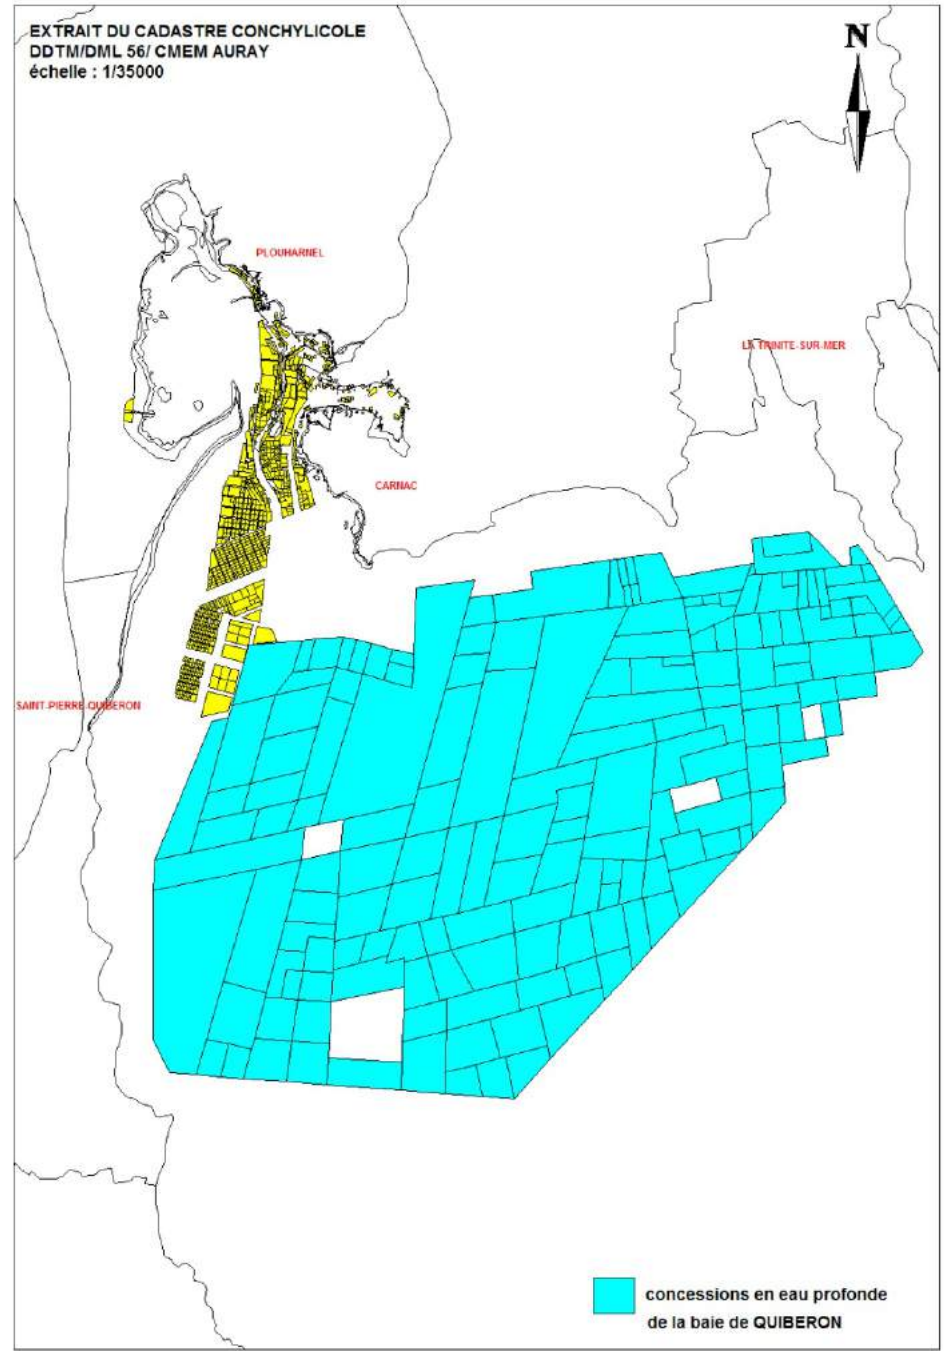 EXTRAIT DU CADASTRE CONCHYLICOLE
DDTM/DML 56/ CMEM AURAY
échelle : 1/35000
N
PLOUHARNEL
LA TRINITE-SUR-MER
CARNAC
SAINT-PIERRE-QUIBERON
concessions en eau profonde
de la baie de QUIBERON